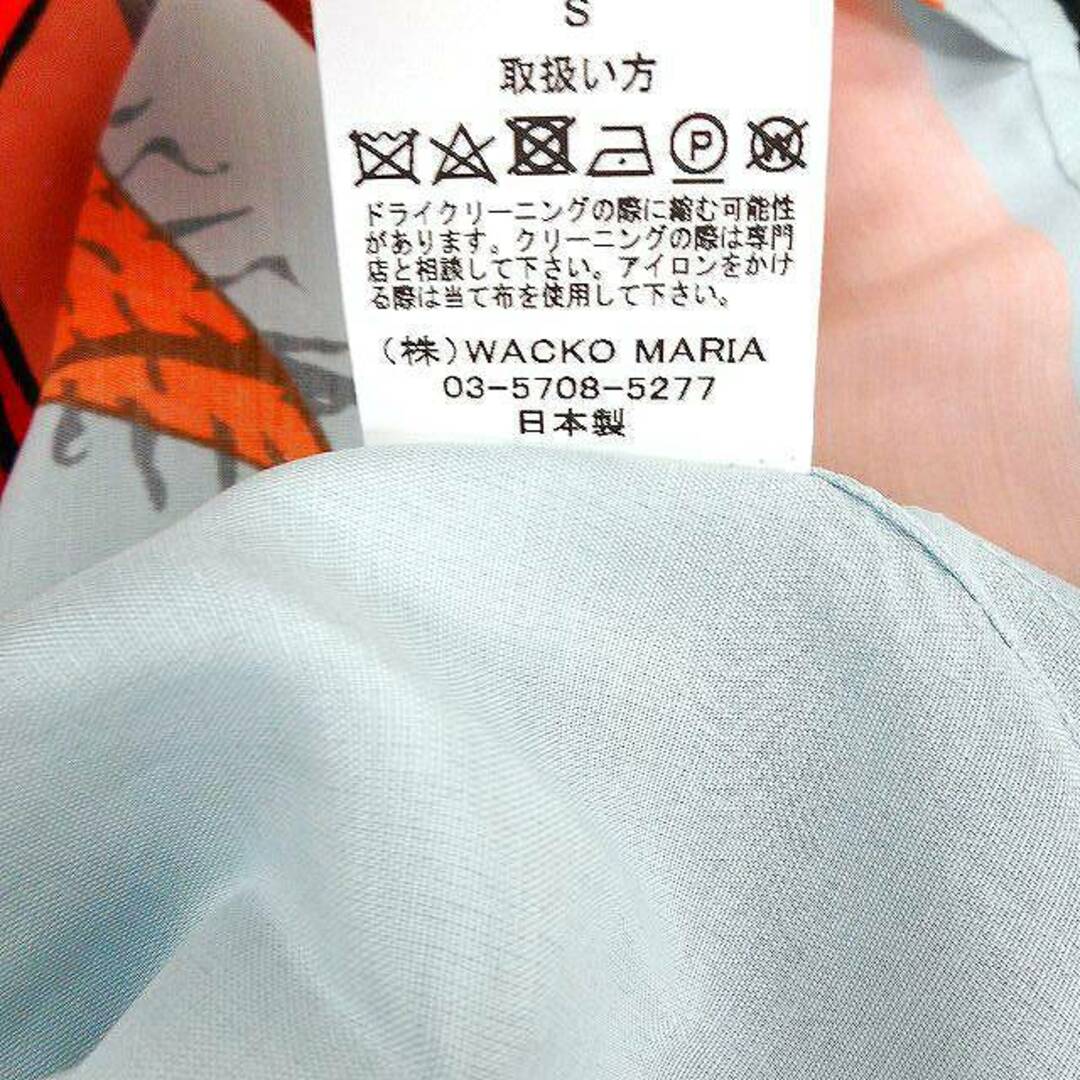 S
取扱い方
P W
ドライクリーニングの際に縮む可能性
があります。クリーニングの際は専門
店と相談して下さい。アイロンをかけ
る際は当て布を使用して下さい。
(株)WACKO MARIA
03-5708-5277
日本製